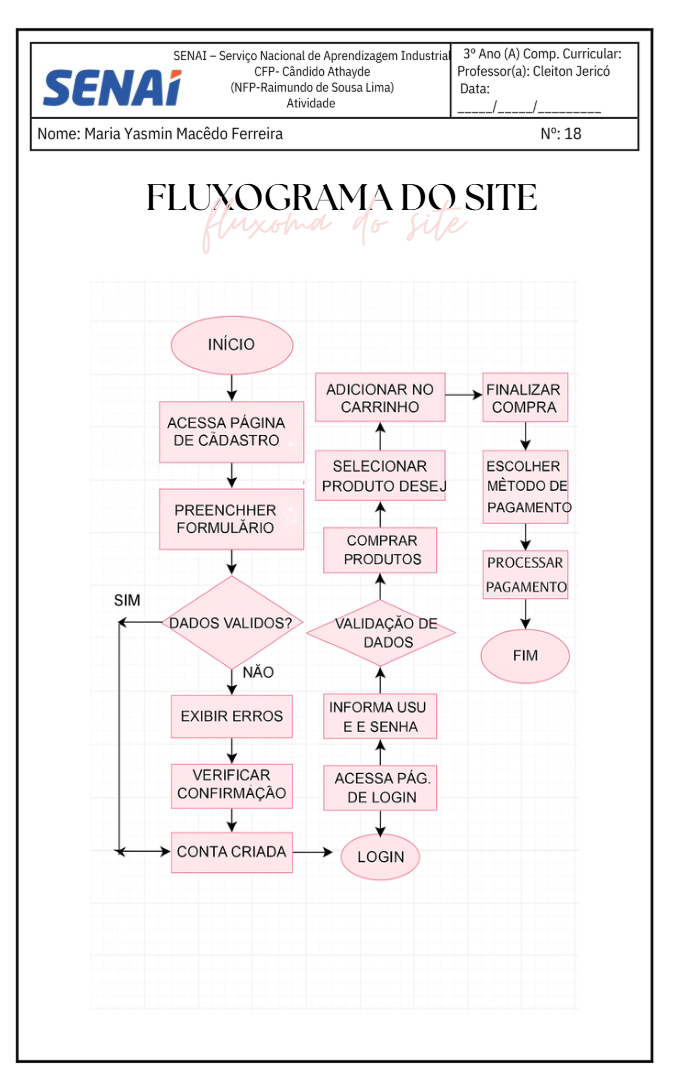 SENAI
SENAI – Serviço Nacional de Aprendizagem Industrial
CFP- Cândido Athayde
(NFP-Raimundo de Sousa Lima)
Atividade
3º Ano (A) Comp. Curricular:
Professor(a): Cleiton Jericó
Data:
_____/_____/_________
Nome: Maria Yasmin Macêdo Ferreira
Nº: 18
FLUXOGRAMA DO SITE
fluxoma do site
INÍCIO
ACESSA PÁGINA
DE CÃDASTRO
PREENCHHER
FORMULĂRIO
DADOS VALIDOS?
SIM
NÃO
EXIBIR ERROS
VERIFICAR
CONFIRMAÇÃO
CONTA CRIADA
LOGIN
ACESSA PÁG.
DE LOGIN
INFORMA USU
E E SENHA
VALIDAÇÃO DE
DADOS
COMPRAR
PRODUTOS
SELECIONAR
PRODUTO DESEJ
ADICIONAR NO
CARRINHO
FINALIZAR
COMPRA
ESCOLHER
MÈTODO DE
PAGAMENTO
PROCESSAR
PAGAMENTO
FIM